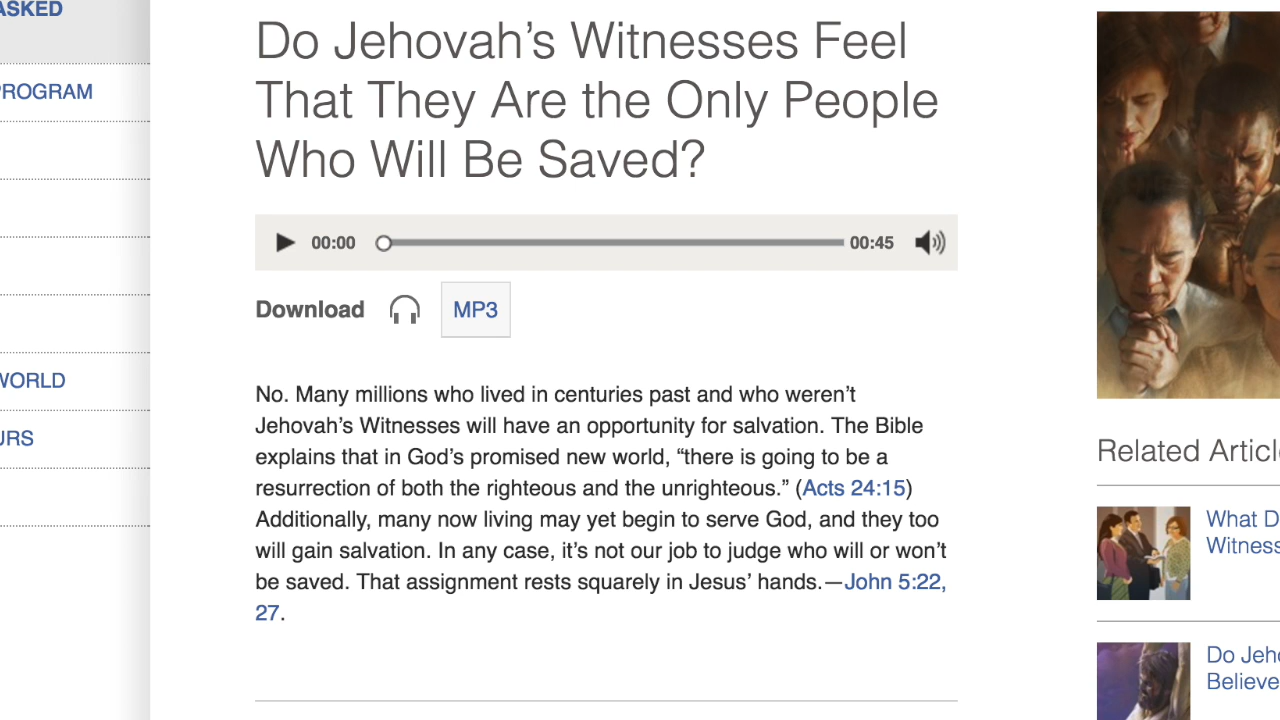 ASKED
PROGRAM
WORLD
URS
Do Jehovah’s Witnesses Feel
That They Are the Only People
Who Will Be Saved?
00:00
00:45
Download
MP3
No. Many millions who lived in centuries past and who weren’t
Jehovah’s Witnesses will have an opportunity for salvation. The Bible
explains that in God’s promised new world, “there is going to be a
resurrection of both the righteous and the unrighteous.” (Acts 24:15)
Additionally, many now living may yet begin to serve God, and they too
will gain salvation. In any case, it’s not our job to judge who will or won’t
be saved. That assignment rests squarely in Jesus’ hands.—John 5:22,
27.
Related Articl
What D
Witness
Do Jeho
Believe